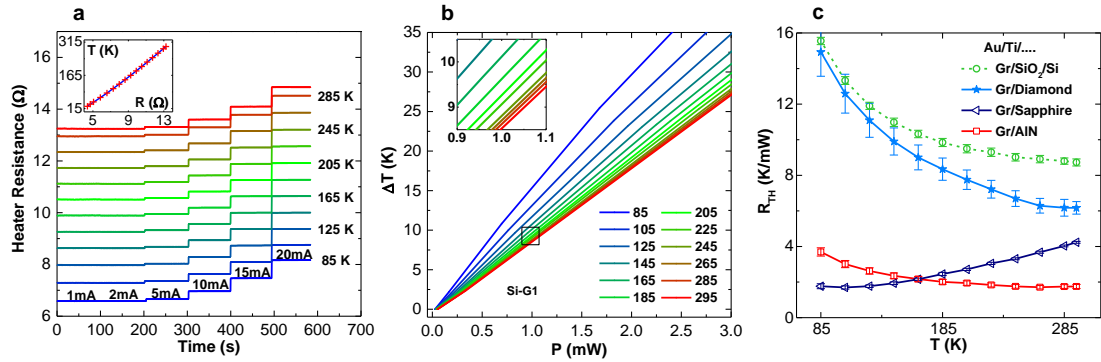 a
Heater Resistance (Ω)
16
14
12
10
8
6
0 100 200 300 400 500 600 700
Time (s)
T (K)
315
165
15
5 9 13
R (Ω)
285 K
245 K
205 K
165 K
125 K
85 K
1mA 2mA 5mA 10mA 15mA 20mA
b
ΔT (K)
35
30
25
20
15
10
5
0
0.0 0.5 1.0 1.5 2.0 2.5 3.0
P (mW)
10
9
0.9 1.0 1.1
Si-G1
85 205
105 225
125 245
145 265
165 285
185 295
c
R_TH (K/mW)
16
12
8
4
0
85 185 285
T (K)
Au/Ti/....
Gr/SiO₂/Si
Gr/Diamond
Gr/Sapphire
Gr/AlN